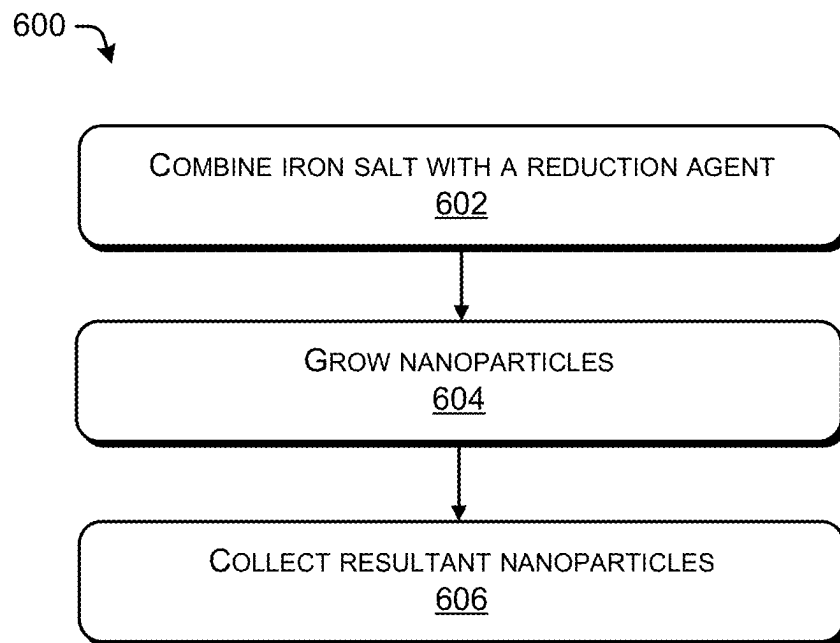 600
COMBINE IRON SALT WITH A REDUCTION AGENT
602
GROW NANOPARTICLES
604
COLLECT RESULTANT NANOPARTICLES
606